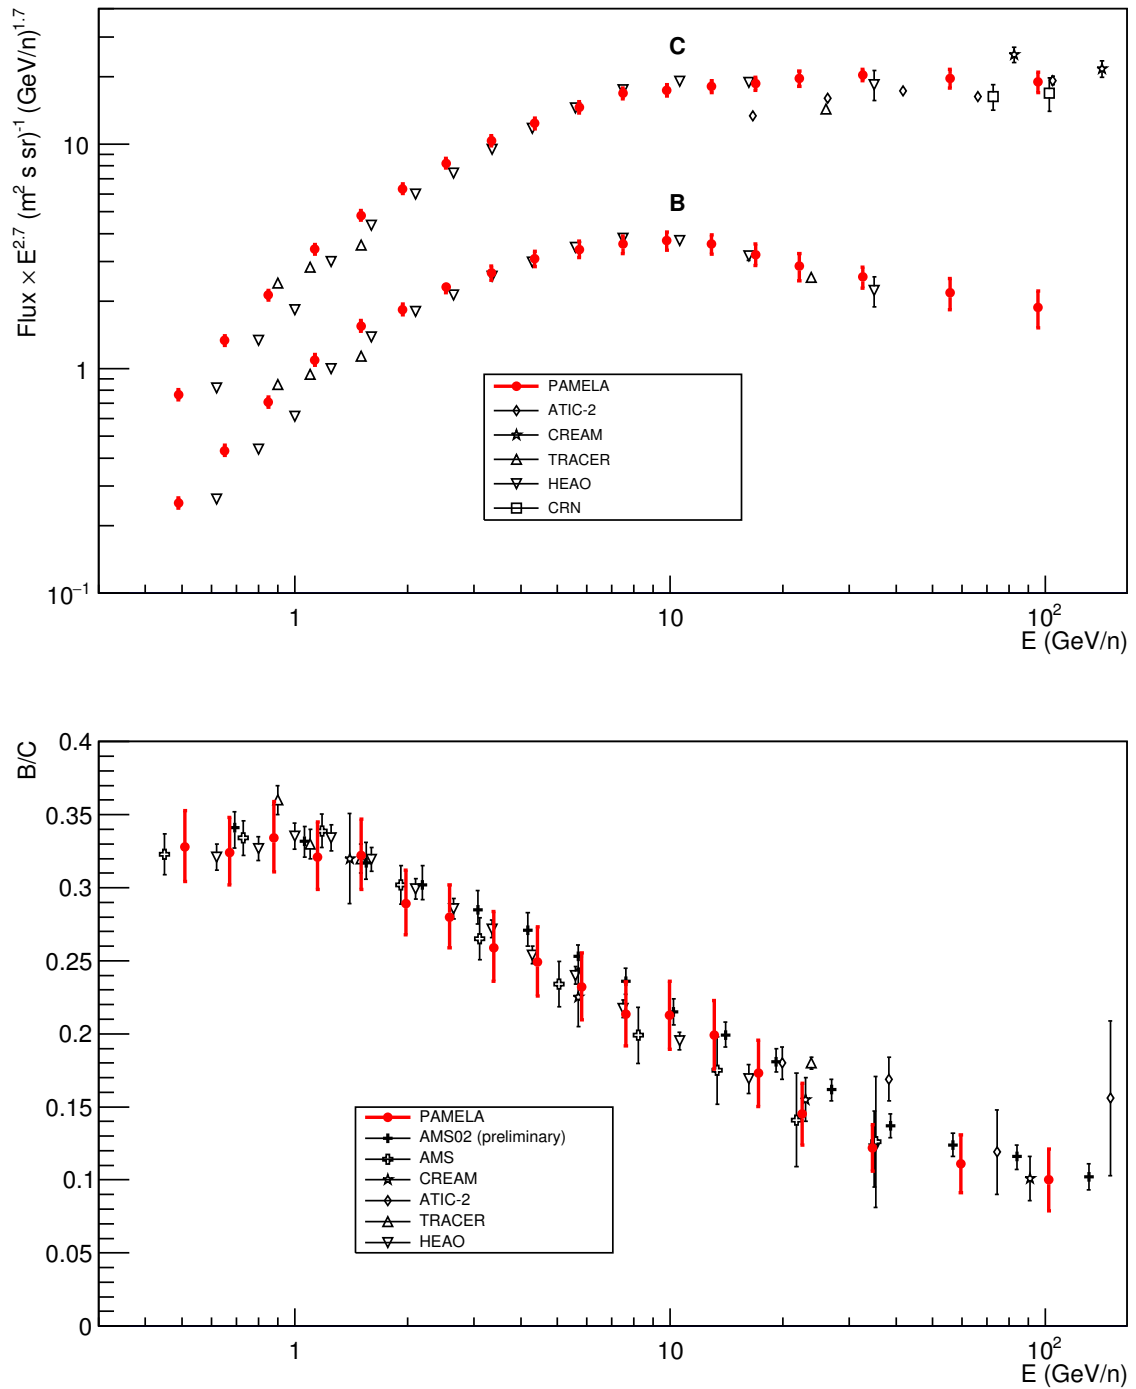 Flux × E^2.7 (m^2 s sr)^-1 (GeV/n)^1.7
10
1
10^−1
C
B
PAMELA
ATIC-2
CREAM
TRACER
HEAO
CRN
1
10
10^2
E (GeV/n)
B/C
0.4
0.35
0.3
0.25
0.2
0.15
0.1
0.05
0
PAMELA
AMS02 (preliminary)
AMS
CREAM
ATIC-2
TRACER
HEAO
1
10
10^2
E (GeV/n)